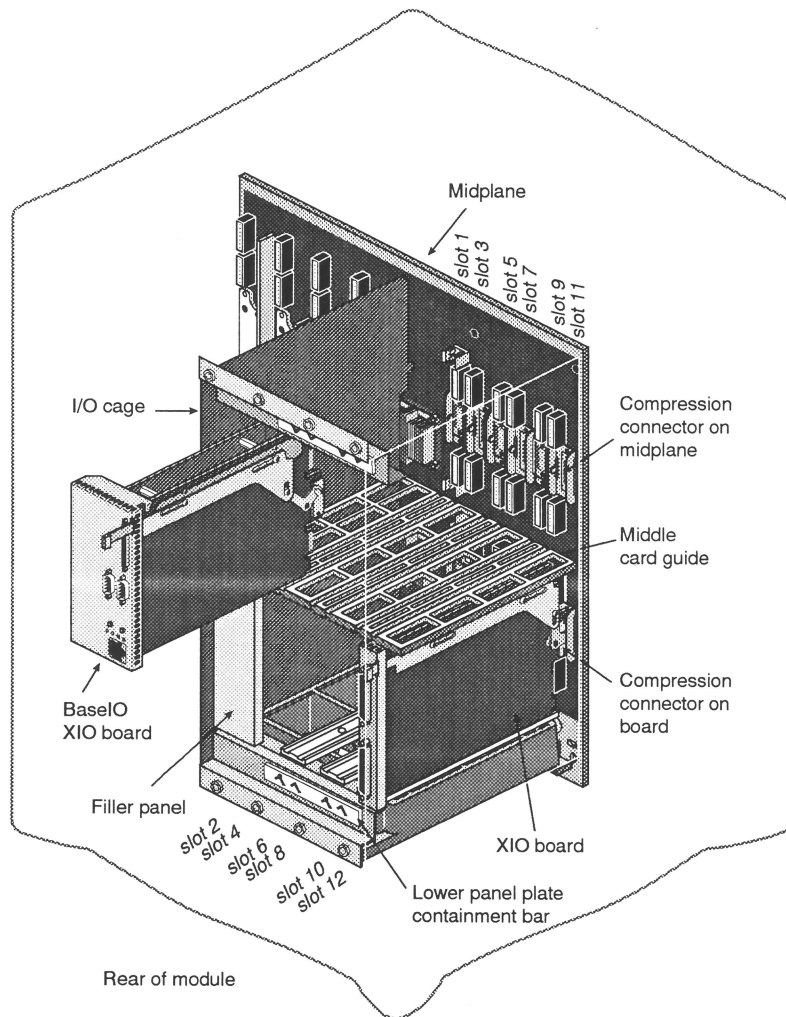 Midplane
slot 1
slot 3
slot 5
slot 7
slot 9
slot 11
I/O cage
Compression
connector on
midplane
Middle
card guide
BaseIO
XIO board
Compression
connector on
board
Filler panel
slot 2
slot 4
slot 6
slot 8
slot 10
slot 12
XIO board
Lower panel plate
containment bar
Rear of module